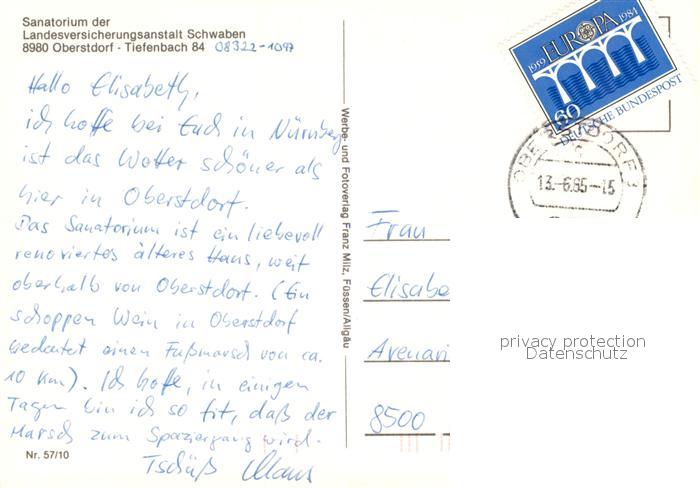 Sanatorium der
Landesversicherungsanstalt Schwaben
8980 Oberstdorf - Tiefenbach 84 08322-1097
Hallo Elisabeth,
ich hoffe bei Euch in Nürnberg
ist das Wetter schöner als
hier in Oberstdorf.
Das Sanatorium ist ein liebevoll
renoviertes älteres Haus, weit
oberhalb von Oberstdorf. (Ein
schoppen Wein in Oberstdorf
bedeutet einen Fußmarsch von ca.
10 Km). Ich hoffe, in einigen
Tagen bin ich so fit, daß der
Marsch zum Spaziergang wird.
Tschüß Klaus
Nr. 57/10
Werbe- und Fotoverlag Franz Milz, Füssen/Allgäu
1959 EUROPA 1984
60
DEUTSCHE BUNDESPOST
OBERSTDORF
13.-6.85-15
Frau
Elisabe
Avenari
8500
privacy protection
Datenschutz